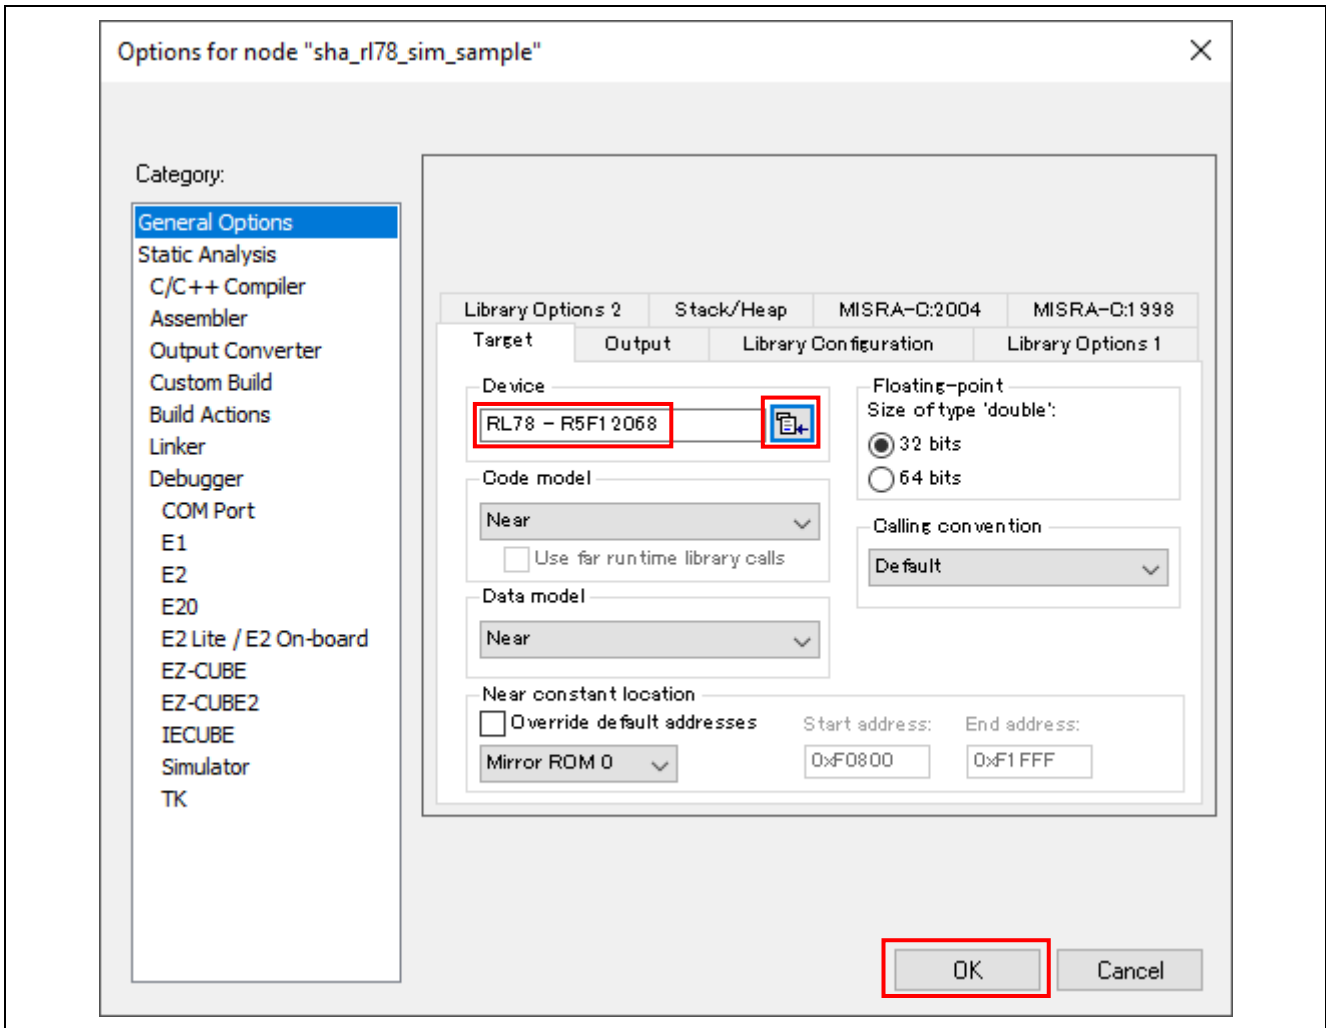 Options for node "sha_rl78_sim_sample"
Category:
General Options
Static Analysis
C/C++ Compiler
Assembler
Output Converter
Custom Build
Build Actions
Linker
Debugger
COM Port
E1
E2
E20
E2 Lite / E2 On-board
EZ-CUBE
EZ-CUBE2
IECUBE
Simulator
TK
Library Options 2 Stack/Heap MISRA-C:2004 MISRA-C:1998
Target Output Library Configuration Library Options 1
Device
RL78 - R5F12068
Code model
Near
Use far runtime library calls
Data model
Near
Floating-point
Size of type 'double':
32 bits
64 bits
Calling convention
Default
Near constant location
Override default addresses Start address: End address:
Mirror ROM 0 0xF0800 0xF1FFF
OK Cancel